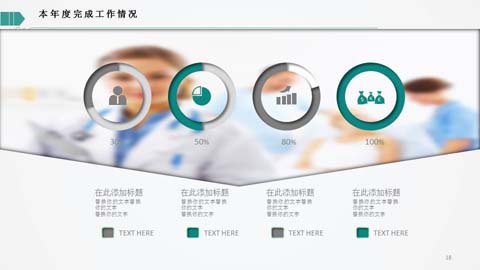 本年度完成工作情况
30%
50%
80%
100%
在此添加标题
替换你的文字替换
你的文字
替换你的文字
在此添加标题
替换你的文字替换
你的文字
替换你的文字
在此添加标题
替换你的文字替换
你的文字
替换你的文字
在此添加标题
替换你的文字替换
你的文字
替换你的文字
TEXT HERE
TEXT HERE
TEXT HERE
TEXT HERE
18